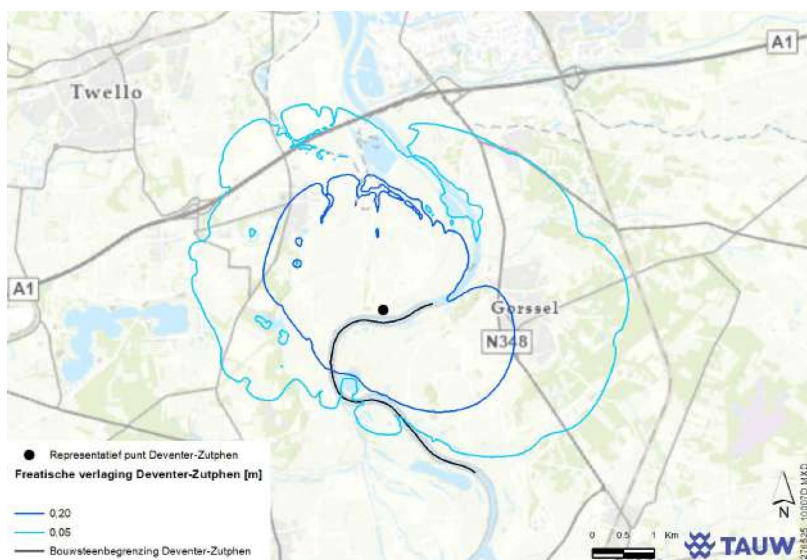 A1
Twello
A1
Gorssel
N348
Representatief punt Deventer-Zutphen
Freatische verlaging Deventer-Zutphen [m]
0,20
0,05
Bouwsteenbegrenzing Deventer-Zutphen
0 0.5 1 Km
N
TAUW